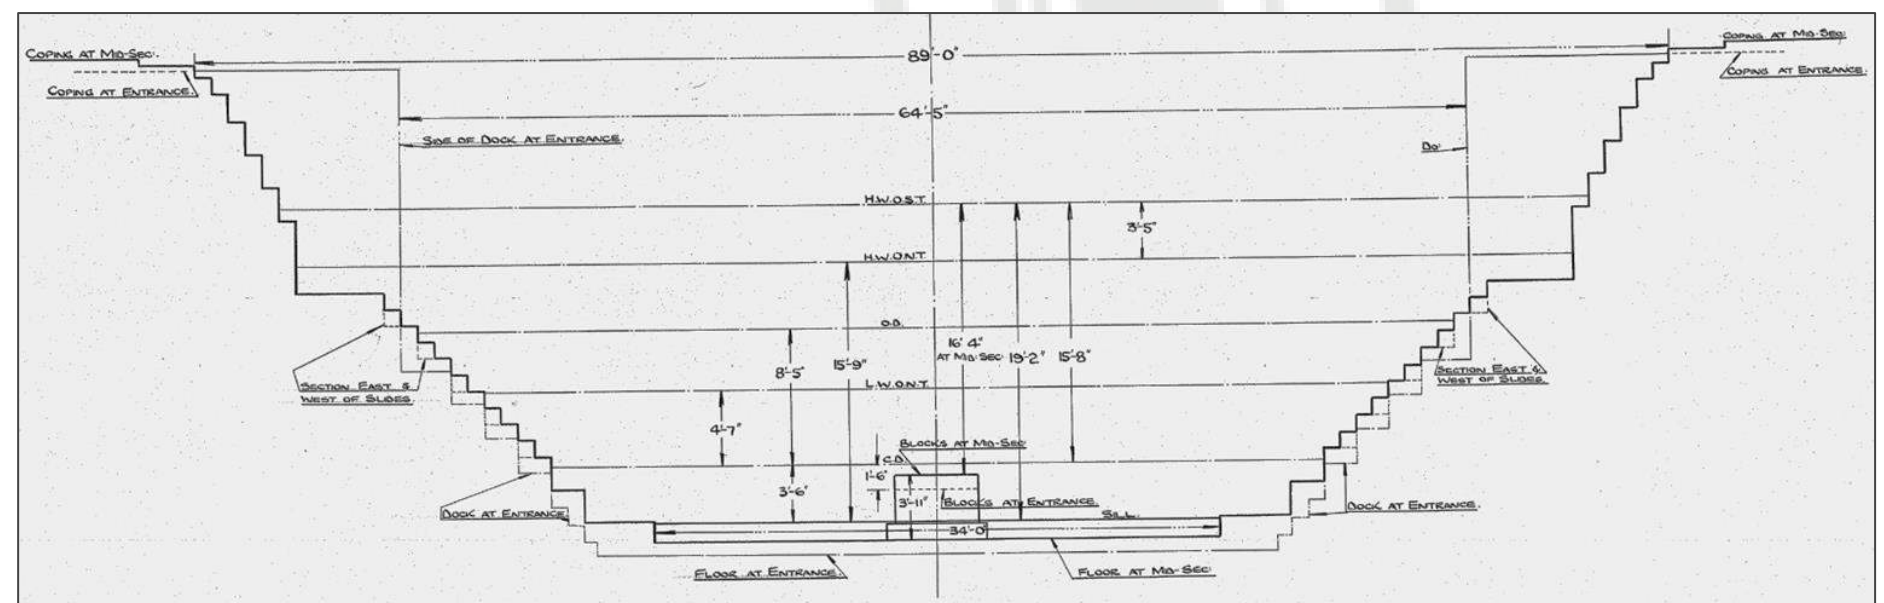 COPING AT MID-SEC:
COPING AT MID-SEC:
89'-0"
COPING AT ENTRANCE.
COPING AT ENTRANCE.
64'-5"
SIDE OF DOCK AT ENTRANCE.
DO.
H.W.O.S.T.
3'-5"
H.W.O.N.T.
O.D.
16' 4"
AT MID-SEC
19'-2"
15'-8"
15'-9"
8'-5"
SECTION EAST &
WEST OF SLIDES.
SECTION EAST &
WEST OF SLIDES.
L.W.O.N.T.
4'-7"
BLOCKS AT MID-SEC
C.D.
1'-6"
3'-6"
3'-11"
BLOCKS AT ENTRANCE.
DOCK AT ENTRANCE
DOCK AT ENTRANCE.
SILL.
34'-0"
FLOOR AT ENTRANCE.
FLOOR AT MID-SEC: